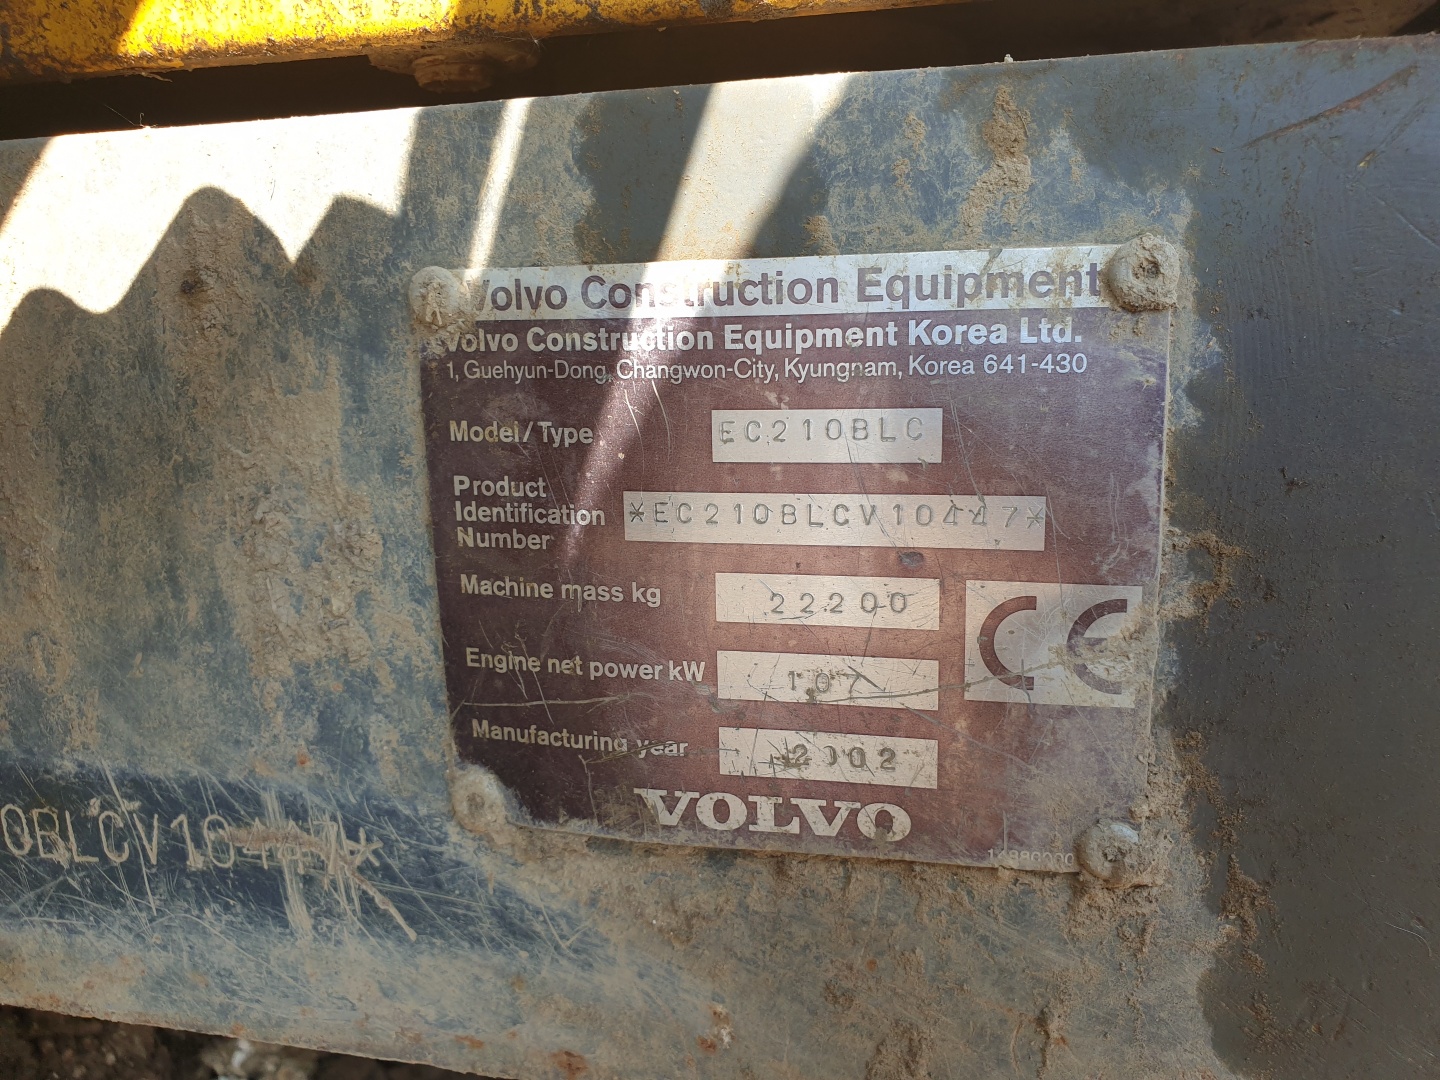 Volvo Construction Equipment
Volvo Construction Equipment Korea Ltd.
1, Guehyun-Dong, Changwon-City, Kyungnam, Korea 641-430
Model/Type EC210BLC
Product
Identification *EC210BLCV10447*
Number
Machine mass kg 22200
CE
Engine net power kW 107
Manufacturing year 2002
VOLVO
0BLCV10447*